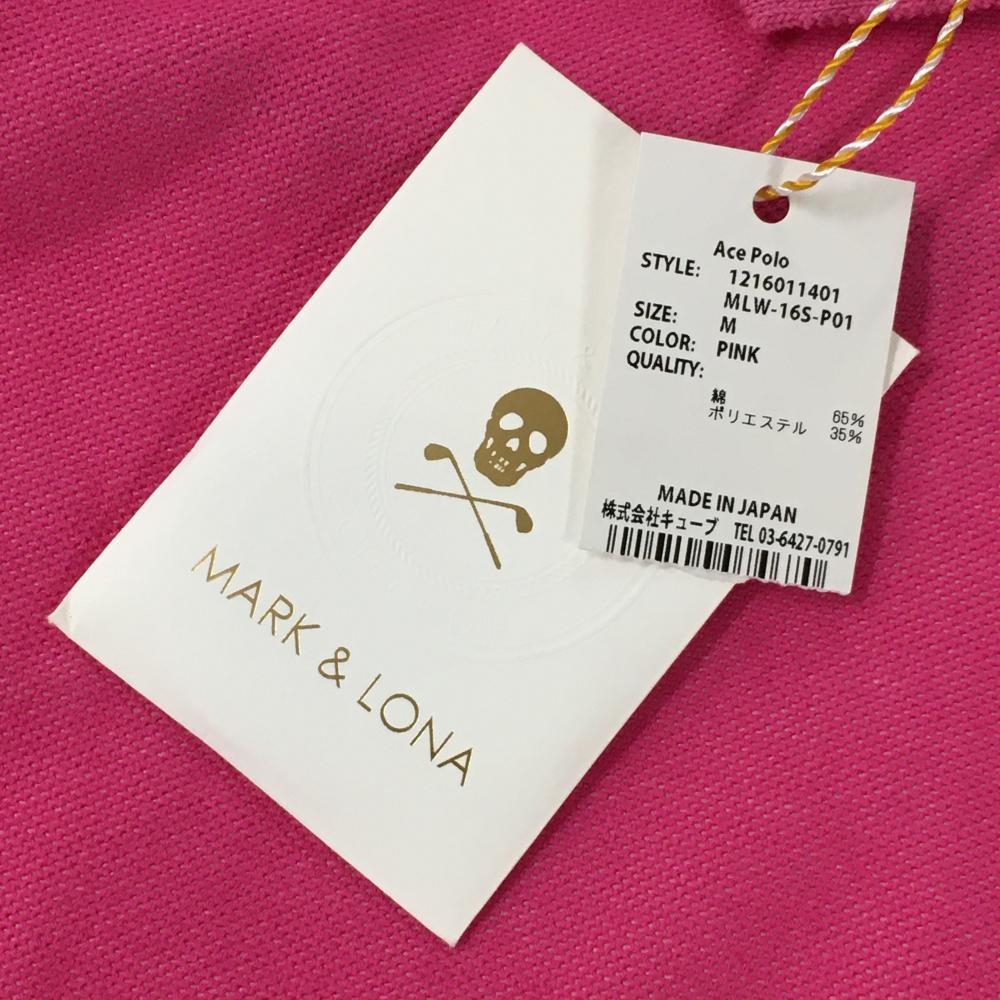 MARK & LONA
Ace Polo
STYLE: 1216011401
MLW-16S-P01
SIZE: M
COLOR: PINK
QUALITY:
綿 65%
ポリエステル 35%
MADE IN JAPAN
株式会社キューブ TEL 03-6427-0791